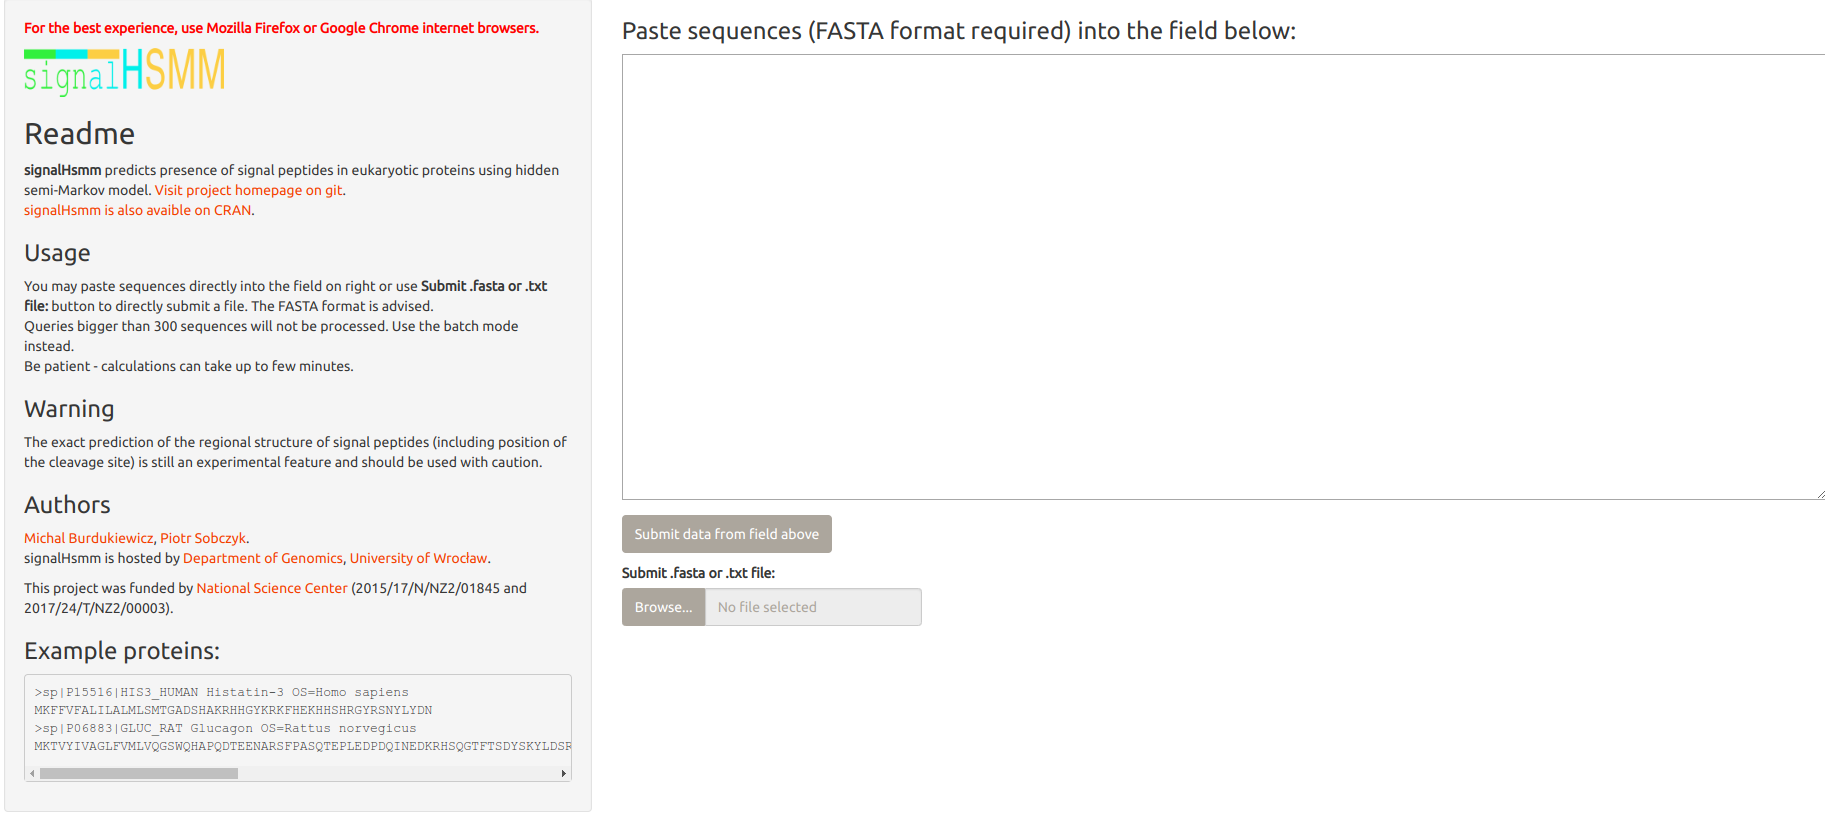 For the best experience, use Mozilla Firefox or Google Chrome internet browsers.
signalHSMM
Readme
signalHsmm predicts presence of signal peptides in eukaryotic proteins using hidden
semi-Markov model. Visit project homepage on git.
signalHsmm is also avaible on CRAN.
Usage
You may paste sequences directly into the field on right or use Submit .fasta or .txt
file: button to directly submit a file. The FASTA format is advised.
Queries bigger than 300 sequences will not be processed. Use the batch mode
instead.
Be patient - calculations can take up to few minutes.
Warning
The exact prediction of the regional structure of signal peptides (including position of
the cleavage site) is still an experimental feature and should be used with caution.
Authors
Michal Burdukiewicz, Piotr Sobczyk.
signalHsmm is hosted by Department of Genomics, University of Wrocław.
This project was funded by National Science Center (2015/17/N/NZ2/01845 and
2017/24/T/NZ2/00003).
Example proteins:
>sp|P15516|HIS3_HUMAN Histatin-3 OS=Homo sapiens
MKFFVFALILALMLSMTGADSHAKRHHGYKRKFHEKHHSHRGYRSNYLYDN
>sp|P06883|GLUC_RAT Glucagon OS=Rattus norvegicus
MKTVYIVAGLFVMLVQGSWQHAPQDTEENARSFPASQTEPLEDPDQINEDKRHSQGTFTSDYSKYLDSR
Paste sequences (FASTA format required) into the field below:
Submit data from field above
Submit .fasta or .txt file:
Browse... No file selected